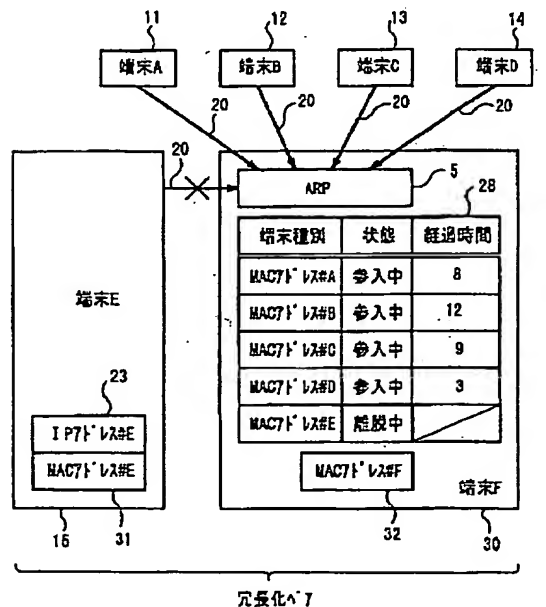 11
12
13
14
端末A
端末B
端末C
端末D
20
20
20
20
20
ARP
5
28
端末種別 状態 経過時間
MACアドレス#A 参入中 8
MACアドレス#B 参入中 12
MACアドレス#C 参入中 9
MACアドレス#D 参入中 3
MACアドレス#E 離脱中
端末E
23
IPアドレス#E
MACアドレス#E
MACアドレス#F
端末F
16
31
32
30
冗長化ペア